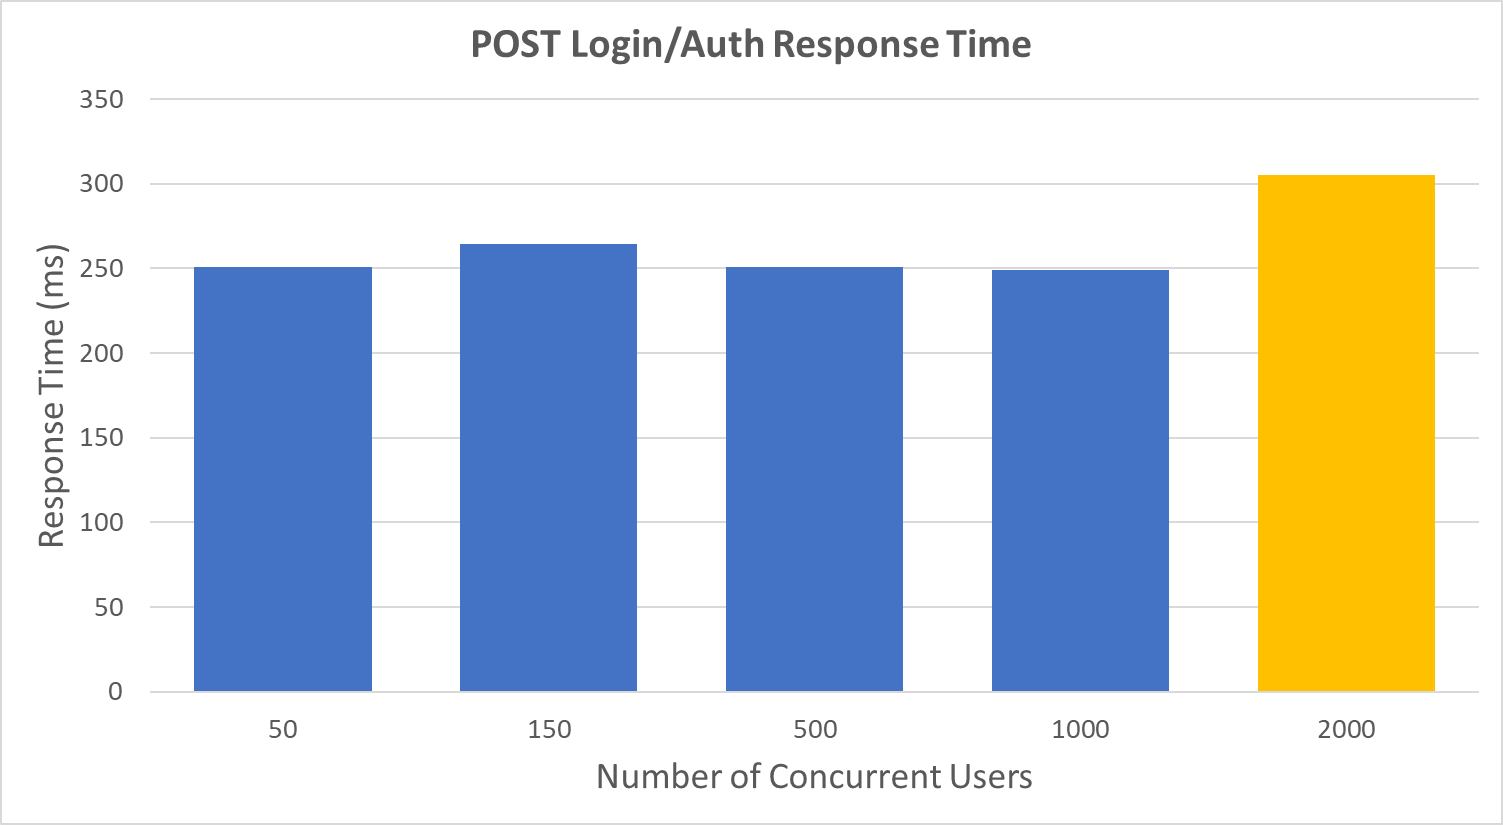 POST Login/Auth Response Time
350
300
250
200
150
100
50
0
Response Time (ms)
50 150 500 1000 2000
Number of Concurrent Users